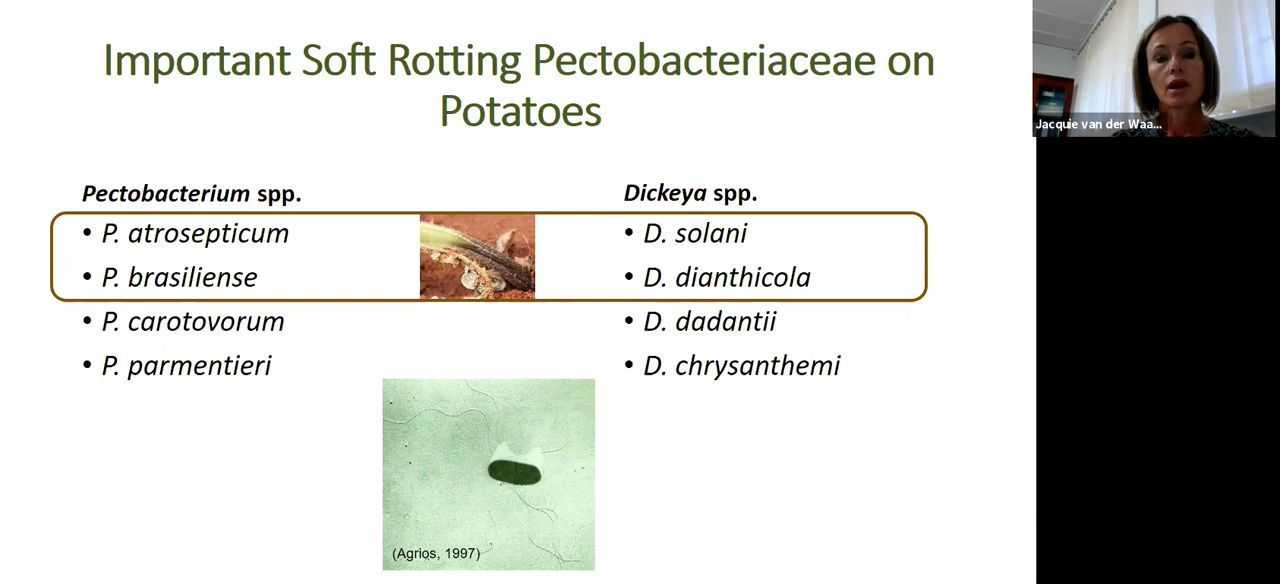 Important Soft Rotting Pectobacteriaceae on
Potatoes
Jacquie van der Waa...
Pectobacterium spp.
• P. atrosepticum
• P. brasiliense
• P. carotovorum
• P. parmentieri
Dickeya spp.
• D. solani
• D. dianthicola
• D. dadantii
• D. chrysanthemi
(Agrios, 1997)